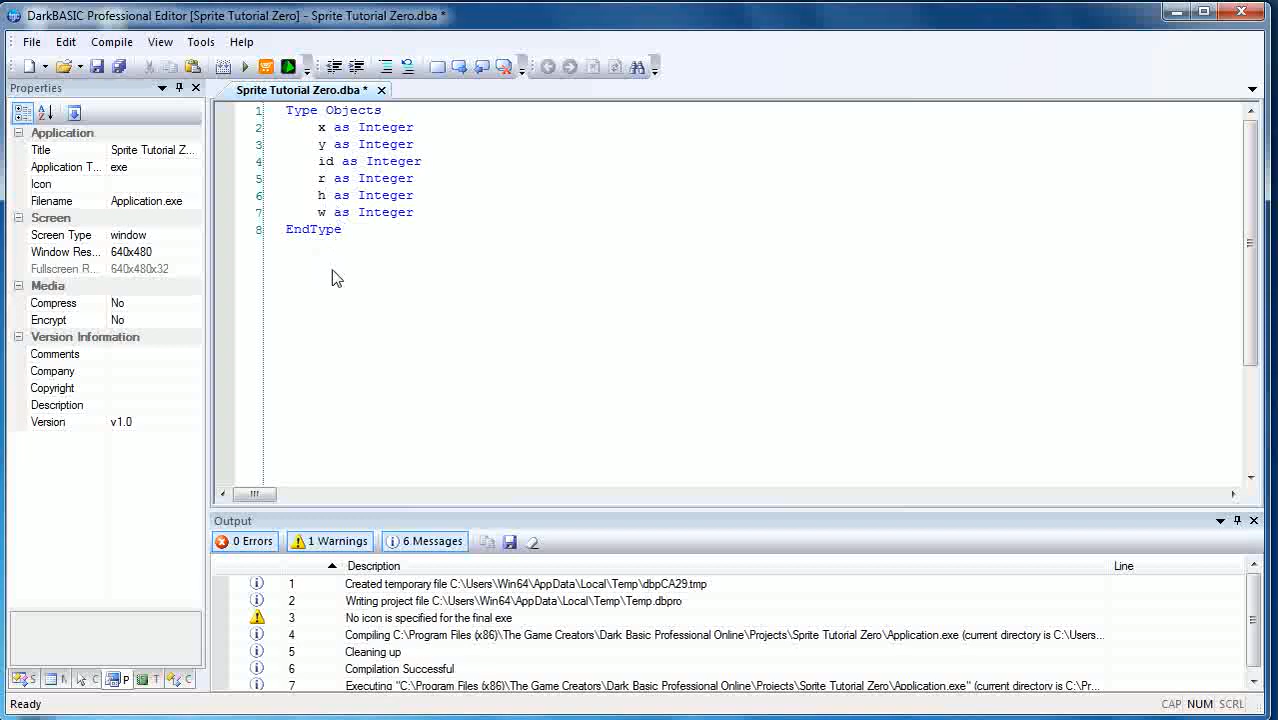 DarkBASIC Professional Editor [Sprite Tutorial Zero] - Sprite Tutorial Zero.dba *
File Edit Compile View Tools Help
Properties
Sprite Tutorial Zero.dba *
Application
Title Sprite Tutorial Z...
Application T... exe
Icon
Filename Application.exe
Screen
Screen Type window
Window Res... 640x480
Fullscreen R... 640x480x32
Media
Compress No
Encrypt No
Version Information
Comments
Company
Copyright
Description
Version v1.0
S M C P T C
1 Type Objects
2 x as Integer
3 y as Integer
4 id as Integer
5 r as Integer
6 h as Integer
7 w as Integer
8 EndType
Output
0 Errors 1 Warnings 6 Messages
Description Line
1 Created temporary file C:\Users\Win64\AppData\Local\Temp\dbpCA29.tmp
2 Writing project file C:\Users\Win64\AppData\Local\Temp\Temp.dbpro
3 No icon is specified for the final exe
4 Compiling C:\Program Files (x86)\The Game Creators\Dark Basic Professional Online\Projects\Sprite Tutorial Zero\Application.exe (current directory is C:\Users...
5 Cleaning up
6 Compilation Successful
7 Executing "C:\Program Files (x86)\The Game Creators\Dark Basic Professional Online\Projects\Sprite Tutorial Zero\Application.exe" (current directory is C:\Pr...
Ready CAP NUM SCRL